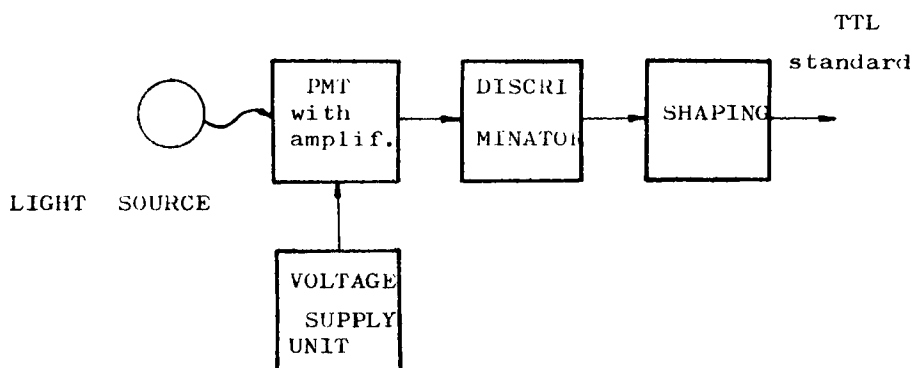 TTL
standard
PMT
with
amplif.
DISCRI
MINATOR
SHAPING
LIGHT SOURCE
VOLTAGE
SUPPLY
UNIT